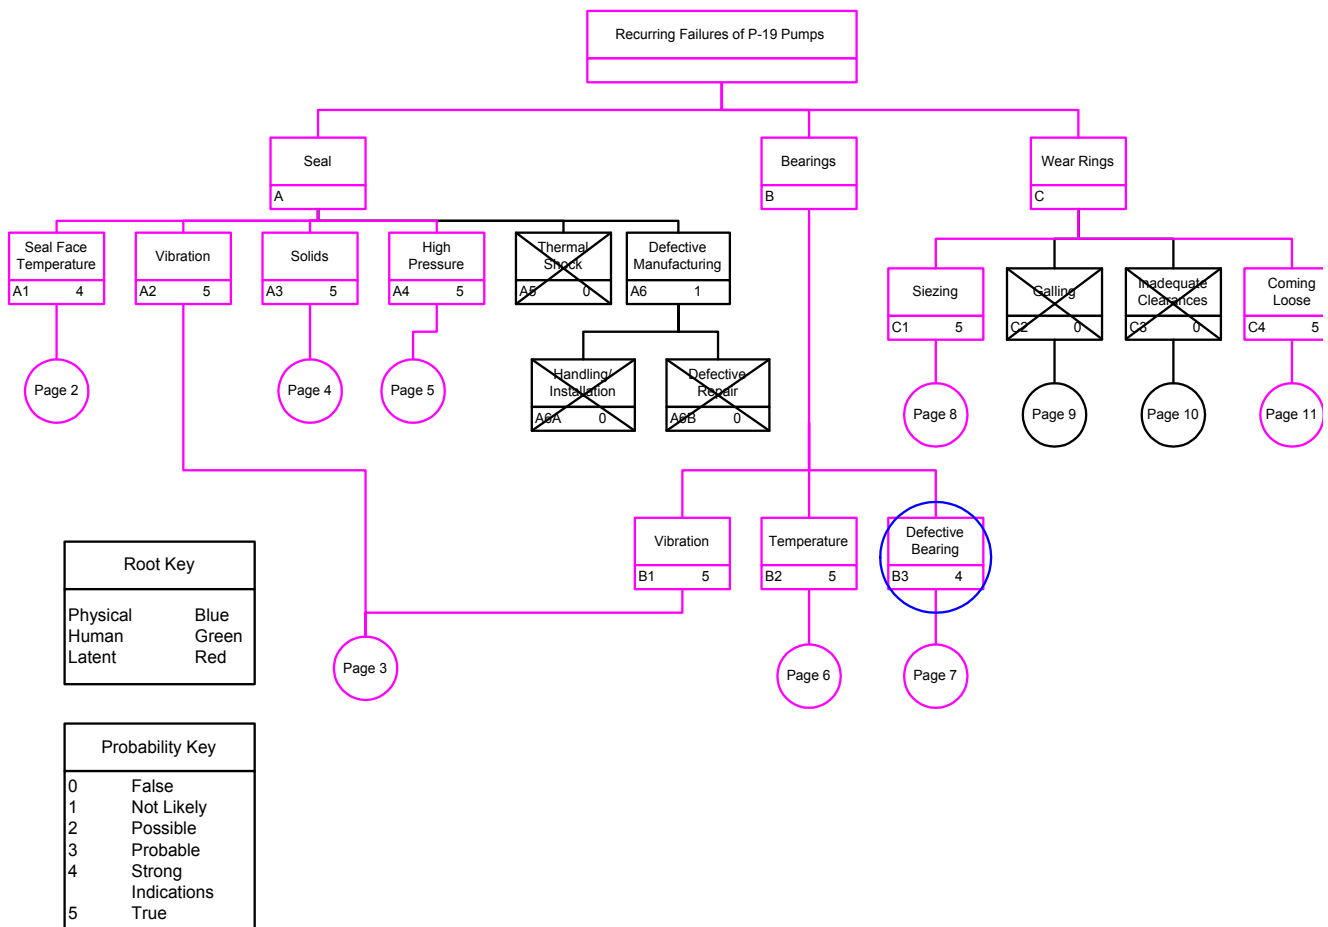 Recurring Failures of P-19 Pumps
Seal
A
Bearings
B
Wear Rings
C
Seal Face
Temperature
A1 4
Vibration
A2 5
Solids
A3 5
High
Pressure
A4 5
Thermal
Shock
A5 0
Defective
Manufacturing
A6 1
Siezing
C1 5
Galling
C2 0
Inadequate
Clearances
C3 0
Coming
Loose
C4 5
Page 2
Page 4
Page 5
Handling/
Installation
A6A 0
Defective
Repair
A6B 0
Page 8
Page 9
Page 10
Page 11
Vibration
B1 5
Temperature
B2 5
Defective
Bearing
B3 4
Page 3
Page 6
Page 7
Root Key
Physical Blue
Human Green
Latent Red
Probability Key
0 False
1 Not Likely
2 Possible
3 Probable
4 Strong
Indications
5 True